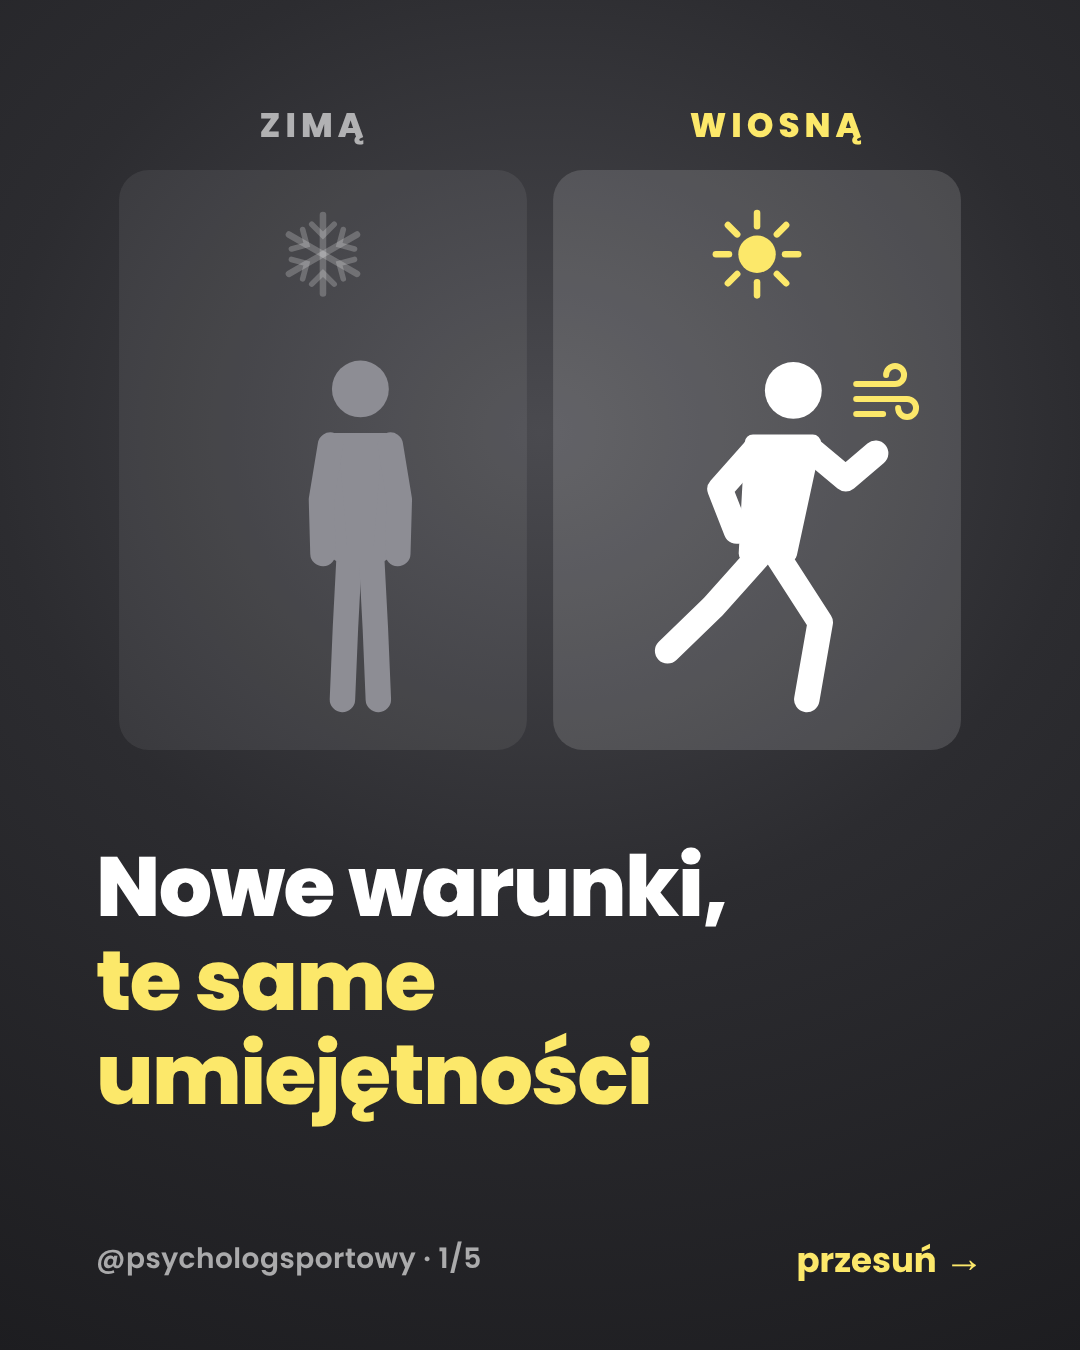 ZIMĄ
WIOSNĄ
Nowe warunki,
te same
umiejętności
@psychologsportowy · 1/5
przesuń →